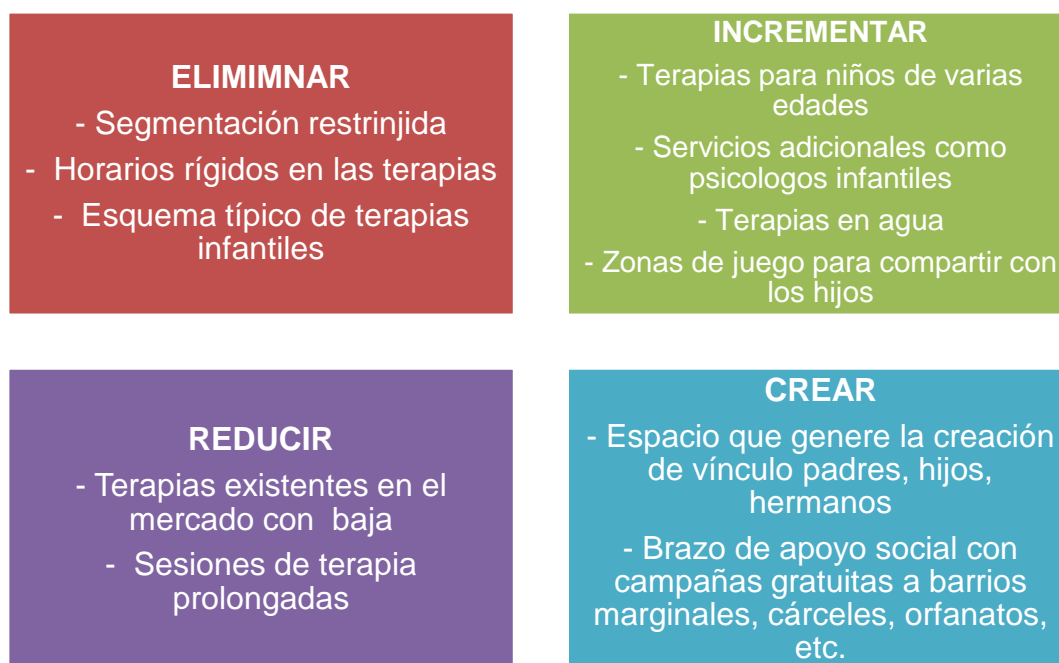 ELIMIMNAR
- Segmentación restrinjida
- Horarios rígidos en las terapias
- Esquema típico de terapias
infantiles
INCREMENTAR
- Terapias para niños de varias
edades
- Servicios adicionales como
psicologos infantiles
- Terapias en agua
- Zonas de juego para compartir con
los hijos
REDUCIR
- Terapias existentes en el
mercado con baja
- Sesiones de terapia
prolongadas
CREAR
- Espacio que genere la creación
de vínculo padres, hijos,
hermanos
- Brazo de apoyo social con
campañas gratuitas a barrios
marginales, cárceles, orfanatos,
etc.